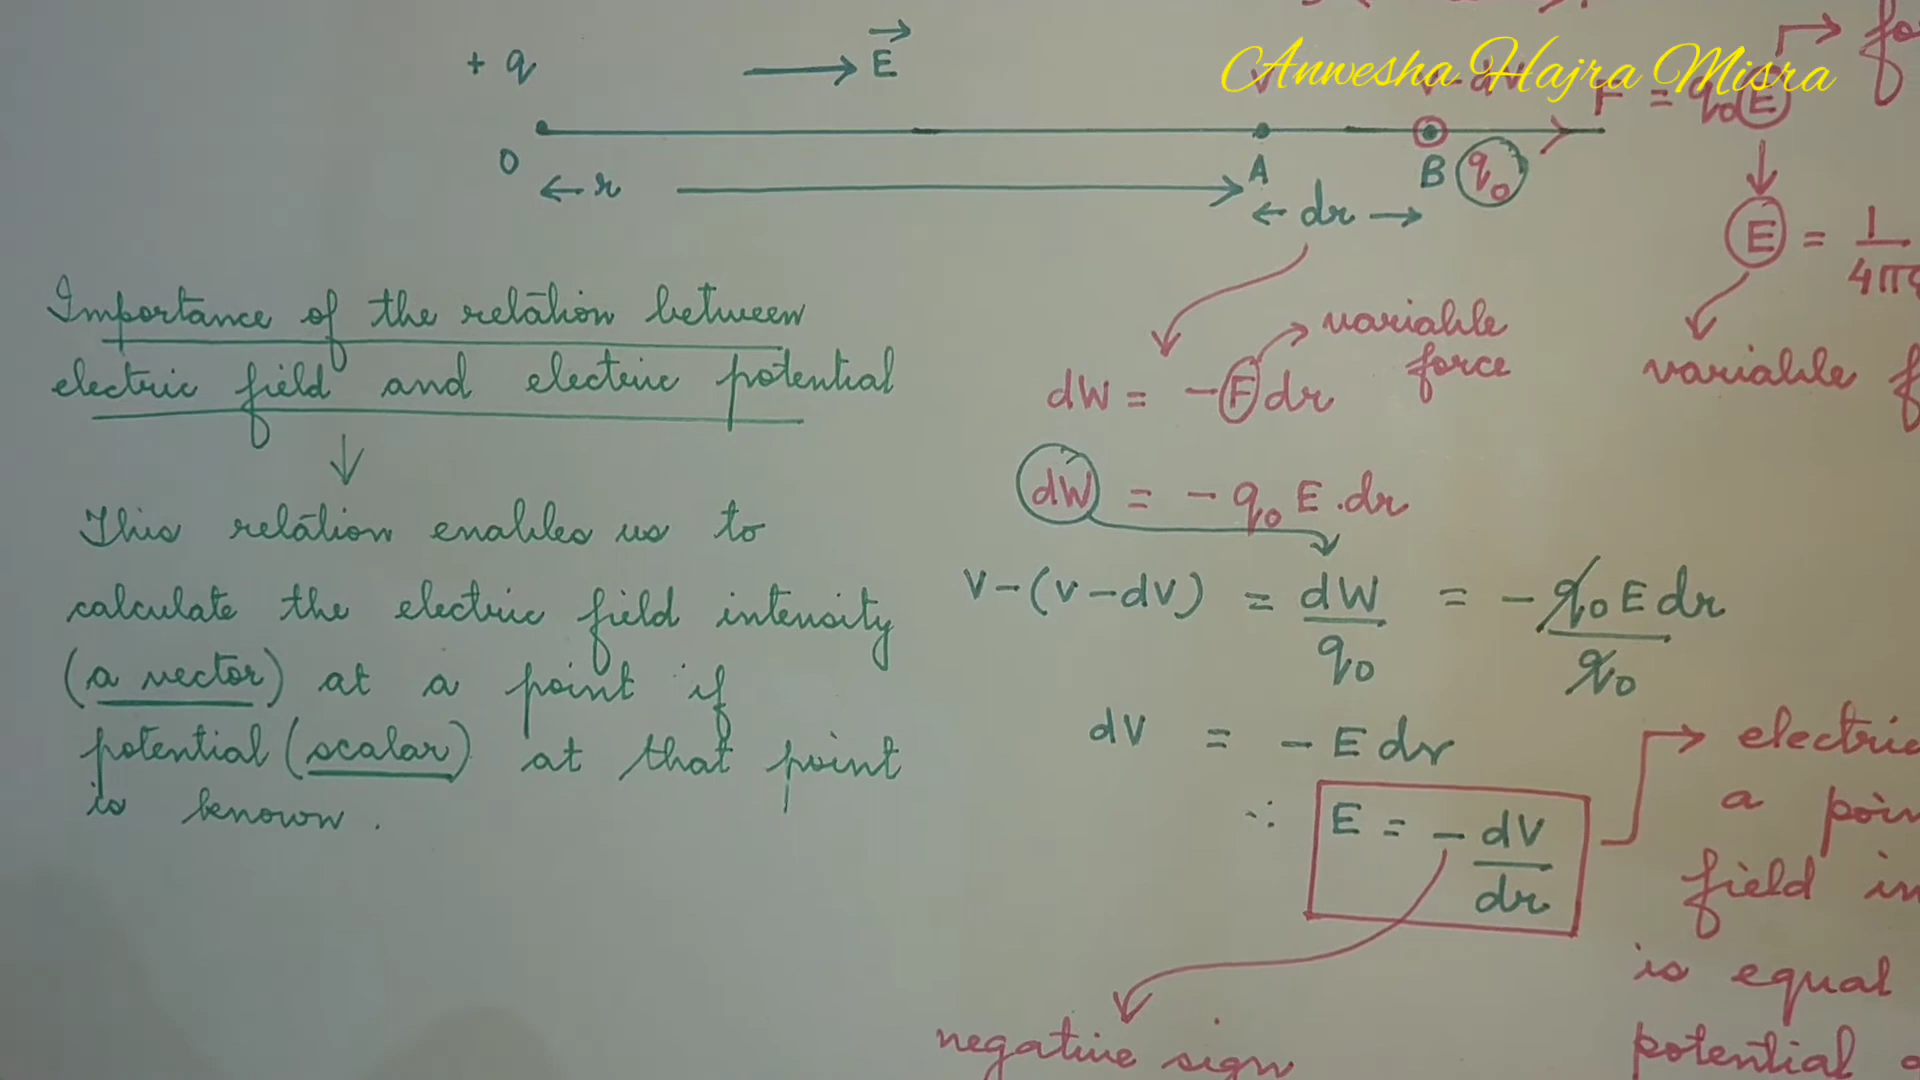 + q
→ E
Anwesha Hajra Misra
F = q₀E
O
A
B
q₀
← r →
← dr →
E = 1
4π
Importance of the relation between
electric field and electric potential
This relation enables us to
calculate the electric field intensity
(a vector) at a point if
potential (scalar) at that point
is known.
variable
force
variable f
dW = -Fdr
dW = - q₀ E .dr
V-(V-dV) = dW/q₀ = - q₀ E dr/q₀
dV = - E dr
∴ E = - dV/dr
negative sign
electric
a poin
field in
is equal
potential